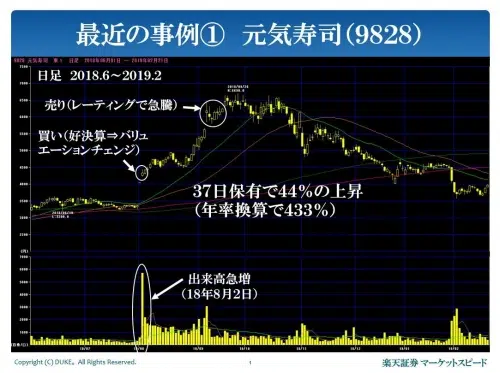 最近の事例① 元気寿司(9828)
日足 2018.6~2019.2
売り(レーティングで急騰)
買い(好決算⇒バリュ
エーションチェンジ)
37日保有で44%の上昇
(年率換算で433%)
出来高急増
(18年8月2日)
Copyright (C) DUKE。All Rights Reserved.
1
楽天証券 マーケットスピード